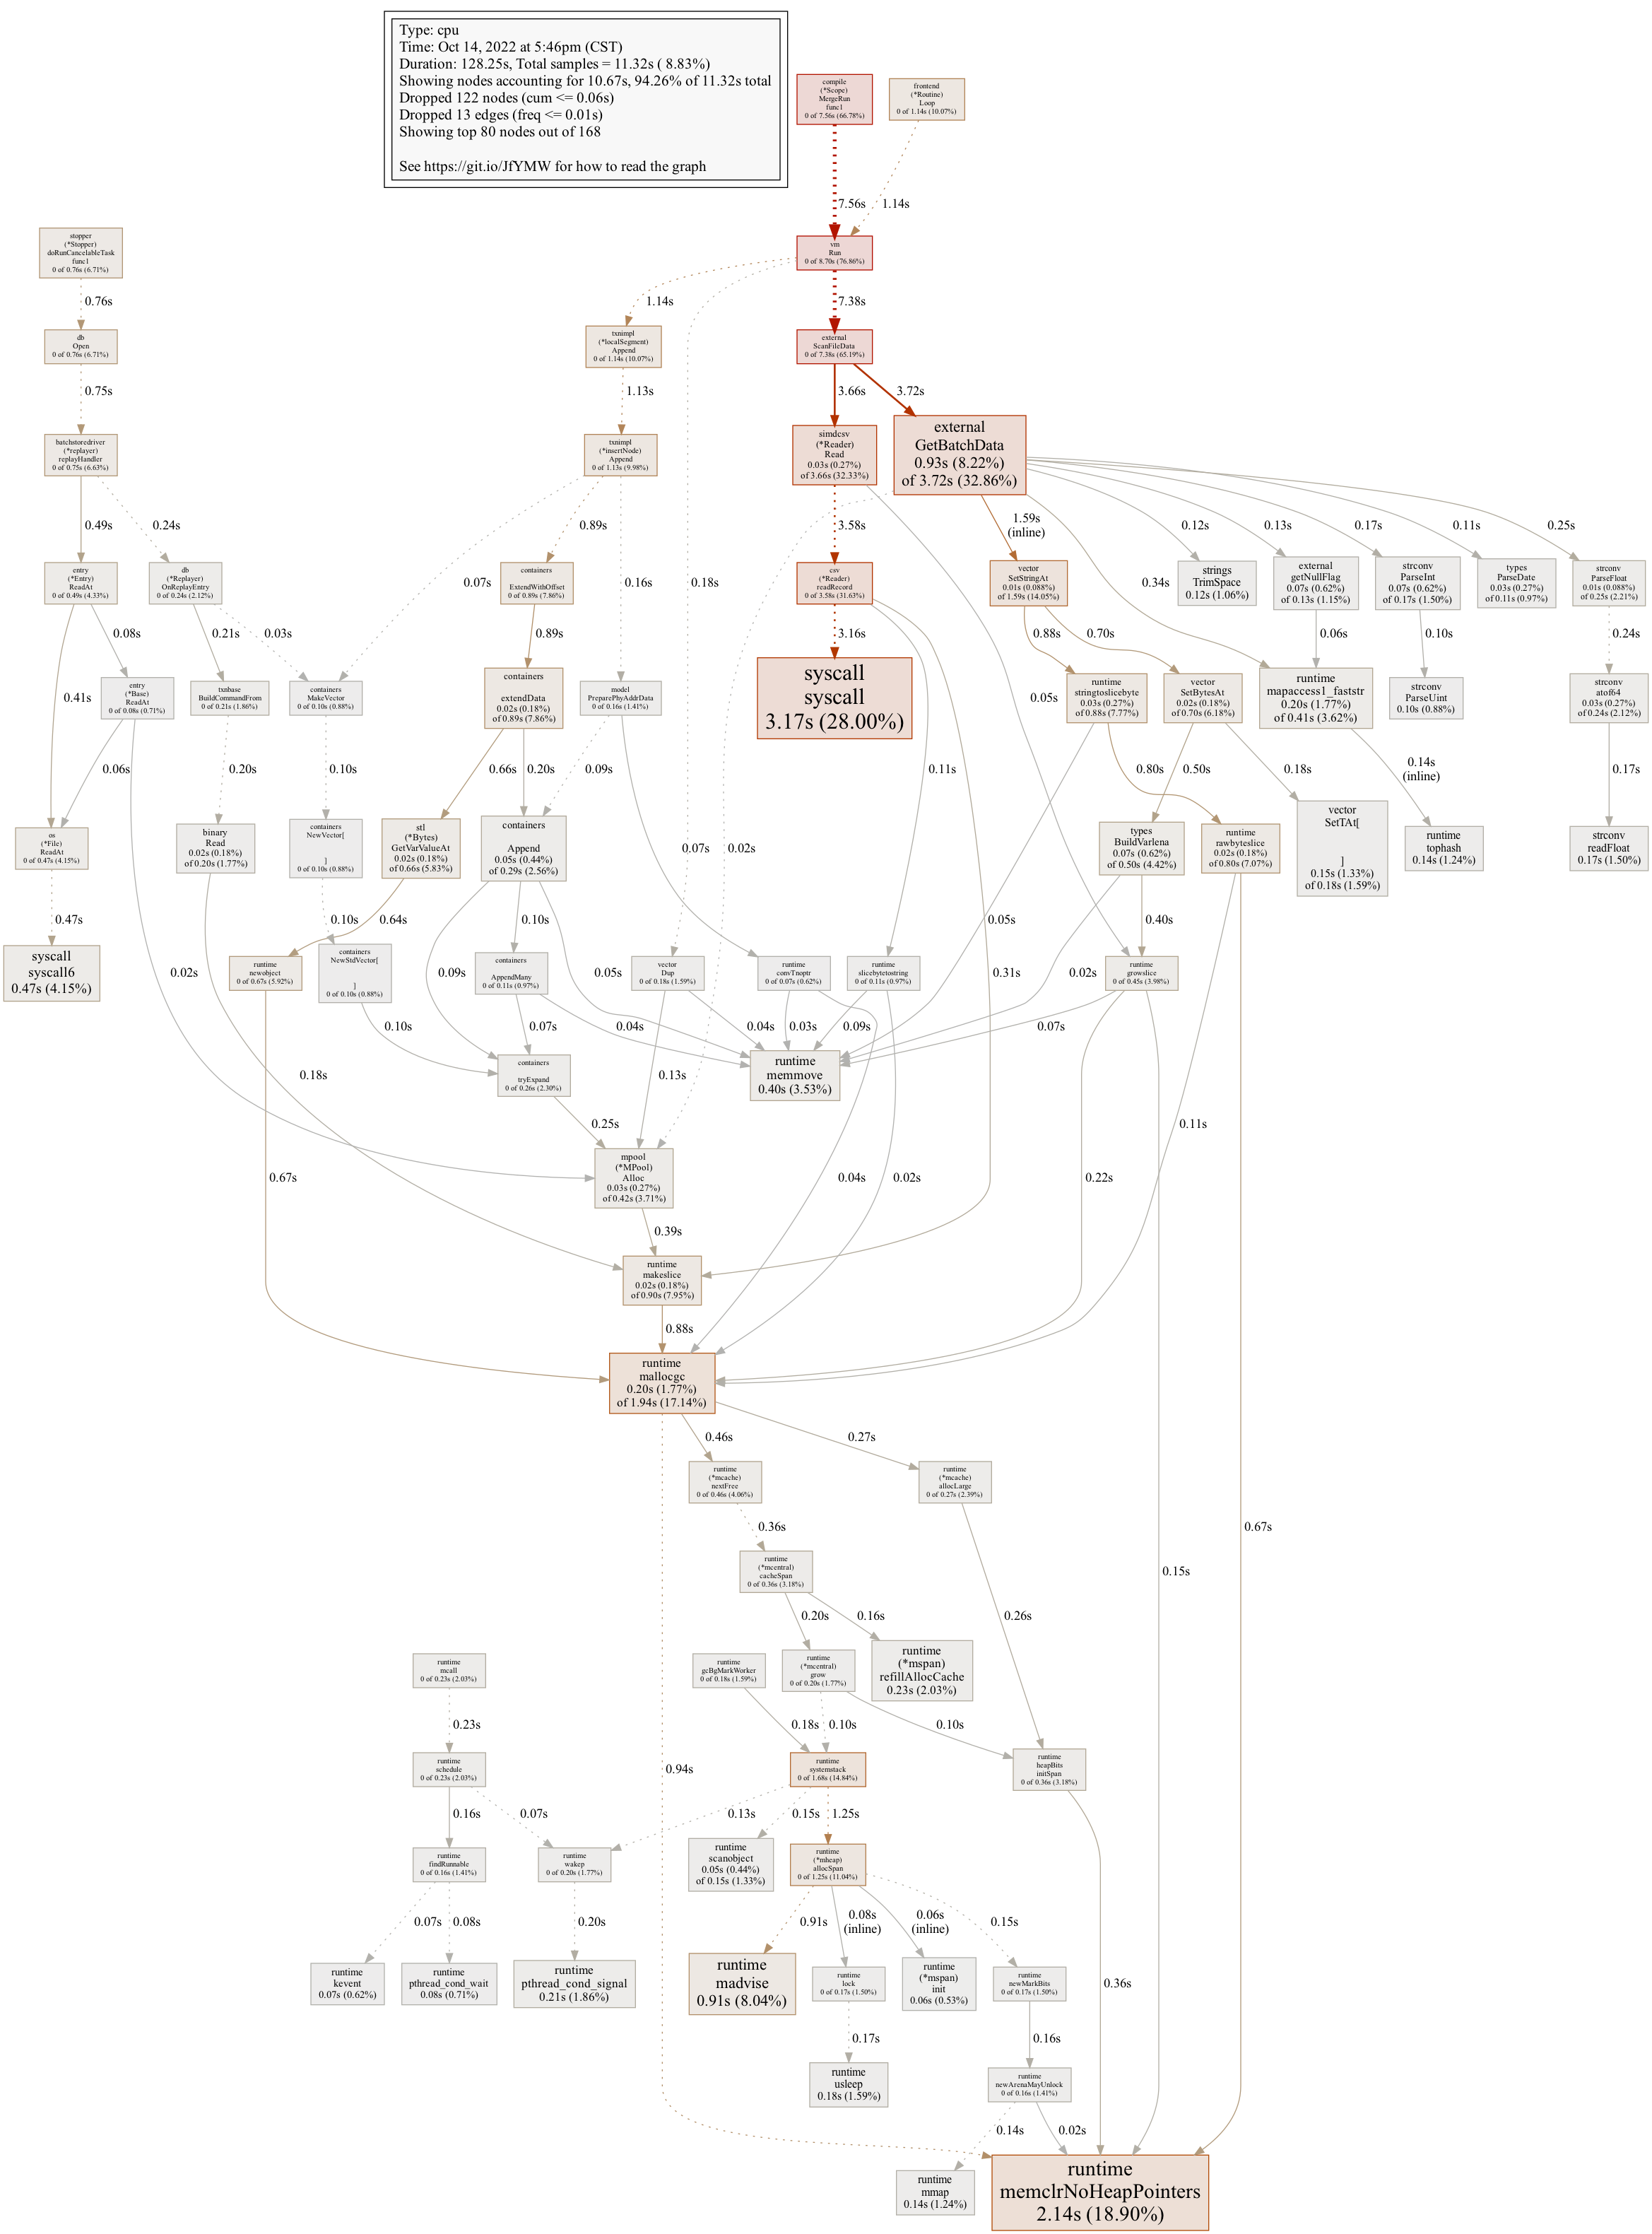 Type: cpu
Time: Oct 14, 2022 at 5:46pm (CST)
Duration: 128.25s, Total samples = 11.32s ( 8.83%)
Showing nodes accounting for 10.67s, 94.26% of 11.32s total
Dropped 122 nodes (cum <= 0.06s)
Dropped 13 edges (freq <= 0.01s)
Showing top 80 nodes out of 168
See https://git.io/JfYMW for how to read the graph
compile
(*Scope)
MergeRun
func1
0 of 7.56s (66.78%)
frontend
(*Routine)
Loop
0 of 1.14s (10.07%)
7.56s
1.14s
stopper
(*Stopper)
doRunCancelableTask
func1
0 of 0.76s (6.71%)
vm
Run
0 of 8.70s (76.86%)
0.76s
1.14s
7.38s
db
Open
0 of 0.76s (6.71%)
txnimpl
(*localSegment)
Append
0 of 1.14s (10.07%)
external
ScanFileData
0 of 7.38s (65.19%)
0.75s
1.13s
3.66s
3.72s
batchstoredriver
(*replayer)
replayHandler
0 of 0.75s (6.63%)
txnimpl
(*insertNode)
Append
0 of 1.13s (9.98%)
simdcsv
(*Reader)
Read
0.03s (0.27%)
of 3.66s (32.33%)
external
GetBatchData
0.93s (8.22%)
of 3.72s (32.86%)
0.49s
0.24s
0.89s
3.58s
1.59s
(inline)
0.12s
0.13s
0.17s
0.11s
0.25s
entry
(*Entry)
ReadAt
0 of 0.49s (4.33%)
db
(*Replayer)
OnReplayEntry
0 of 0.24s (2.12%)
0.07s
containers
ExtendWithOffset
0 of 0.89s (7.86%)
0.16s
0.18s
csv
(*Reader)
readRecord
0 of 3.58s (31.63%)
vector
SetStringAt
0.01s (0.088%)
of 1.59s (14.05%)
0.34s
strings
TrimSpace
0.12s (1.06%)
external
getNullFlag
0.07s (0.62%)
of 0.13s (1.15%)
strconv
ParseInt
0.07s (0.62%)
of 0.17s (1.50%)
types
ParseDate
0.03s (0.27%)
of 0.11s (0.97%)
strconv
ParseFloat
0.01s (0.088%)
of 0.25s (2.21%)
0.08s
0.21s
0.03s
0.89s
3.16s
0.88s
0.70s
0.06s
0.10s
0.24s
0.41s
entry
(*Base)
ReadAt
0 of 0.08s (0.71%)
txnbase
BuildCommandFrom
0 of 0.21s (1.86%)
containers
MakeVector
0 of 0.10s (0.88%)
containers
extendData
0.02s (0.18%)
of 0.89s (7.86%)
model
PreparePhyAddrData
0 of 0.16s (1.41%)
syscall
syscall
3.17s (28.00%)
0.05s
runtime
stringtoslicebyte
0.03s (0.27%)
of 0.88s (7.77%)
vector
SetBytesAt
0.02s (0.18%)
of 0.70s (6.18%)
runtime
mapaccess1_faststr
0.20s (1.77%)
of 0.41s (3.62%)
strconv
ParseUint
0.10s (0.88%)
strconv
atof64
0.03s (0.27%)
of 0.24s (2.12%)
0.06s
0.20s
0.10s
0.66s
0.20s
0.09s
0.11s
0.80s
0.50s
0.18s
0.14s
(inline)
0.17s
os
(*File)
ReadAt
0 of 0.47s (4.15%)
binary
Read
0.02s (0.18%)
of 0.20s (1.77%)
containers
NewVector[
]
0 of 0.10s (0.88%)
stl
(*Bytes)
GetVarValueAt
0.02s (0.18%)
of 0.66s (5.83%)
containers
Append
0.05s (0.44%)
of 0.29s (2.56%)
0.07s
0.02s
types
BuildVarlena
0.07s (0.62%)
of 0.50s (4.42%)
runtime
rawbyteslice
0.02s (0.18%)
of 0.80s (7.07%)
vector
SetTAt[
]
0.15s (1.33%)
of 0.18s (1.59%)
runtime
tophash
0.14s (1.24%)
strconv
readFloat
0.17s (1.50%)
0.47s
0.10s
0.64s
0.10s
0.05s
0.40s
syscall
syscall6
0.47s (4.15%)
0.02s
runtime
newobject
0 of 0.67s (5.92%)
containers
NewStdVector[
]
0 of 0.10s (0.88%)
0.09s
containers
AppendMany
0 of 0.11s (0.97%)
0.05s
vector
Dup
0 of 0.18s (1.59%)
runtime
convTnoptr
0 of 0.07s (0.62%)
runtime
slicebytetostring
0 of 0.11s (0.97%)
0.31s
0.02s
runtime
growslice
0 of 0.45s (3.98%)
0.10s
0.07s
0.04s
0.04s
0.03s
0.09s
0.07s
0.18s
containers
tryExpand
0 of 0.26s (2.30%)
0.13s
runtime
memmove
0.40s (3.53%)
0.25s
0.11s
0.67s
mpool
(*MPool)
Alloc
0.03s (0.27%)
of 0.42s (3.71%)
0.04s
0.02s
0.22s
0.39s
runtime
makeslice
0.02s (0.18%)
of 0.90s (7.95%)
0.88s
runtime
mallocgc
0.20s (1.77%)
of 1.94s (17.14%)
0.46s
0.27s
runtime
(*mcache)
nextFree
0 of 0.46s (4.06%)
runtime
(*mcache)
allocLarge
0 of 0.27s (2.39%)
0.36s
0.67s
runtime
(*mcentral)
cacheSpan
0 of 0.36s (3.18%)
0.15s
0.20s
0.16s
0.26s
runtime
mcall
0 of 0.23s (2.03%)
runtime
gcBgMarkWorker
0 of 0.18s (1.59%)
runtime
(*mcentral)
grow
0 of 0.20s (1.77%)
runtime
(*mspan)
refillAllocCache
0.23s (2.03%)
0.23s
0.18s
0.10s
0.10s
runtime
schedule
0 of 0.23s (2.03%)
0.94s
runtime
systemstack
0 of 1.68s (14.84%)
runtime
heapBits
initSpan
0 of 0.36s (3.18%)
0.16s
0.07s
0.13s
0.15s
1.25s
runtime
findRunnable
0 of 0.16s (1.41%)
runtime
wakep
0 of 0.20s (1.77%)
runtime
scanobject
0.05s (0.44%)
of 0.15s (1.33%)
runtime
(*mheap)
allocSpan
0 of 1.25s (11.04%)
0.07s
0.08s
0.20s
0.91s
0.08s
(inline)
0.06s
(inline)
0.15s
runtime
kevent
0.07s (0.62%)
runtime
pthread_cond_wait
0.08s (0.71%)
runtime
pthread_cond_signal
0.21s (1.86%)
runtime
madvise
0.91s (8.04%)
runtime
lock
0 of 0.17s (1.50%)
runtime
(*mspan)
init
0.06s (0.53%)
runtime
newMarkBits
0 of 0.17s (1.50%)
0.36s
0.17s
0.16s
runtime
usleep
0.18s (1.59%)
runtime
newArenaMayUnlock
0 of 0.16s (1.41%)
0.14s
0.02s
runtime
mmap
0.14s (1.24%)
runtime
memclrNoHeapPointers
2.14s (18.90%)